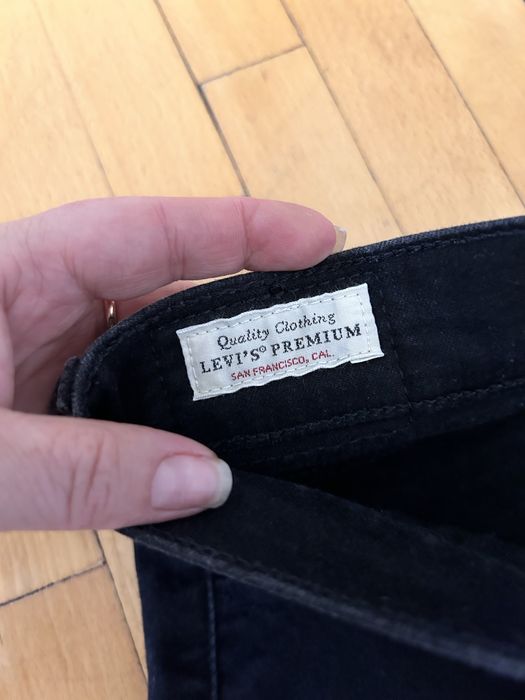 Quality Clothing
LEVI'S® PREMIUM
SAN FRANCISCO, CAL.